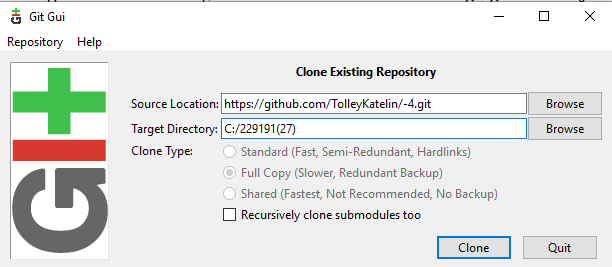 Git Gui
Repository Help
Clone Existing Repository
Source Location: https://github.com/TolleyKatelin/-4.git Browse
Target Directory: C:/229191(27) Browse
Clone Type: Standard (Fast, Semi-Redundant, Hardlinks)
Full Copy (Slower, Redundant Backup)
Shared (Fastest, Not Recommended, No Backup)
Recursively clone submodules too
Clone Quit
git